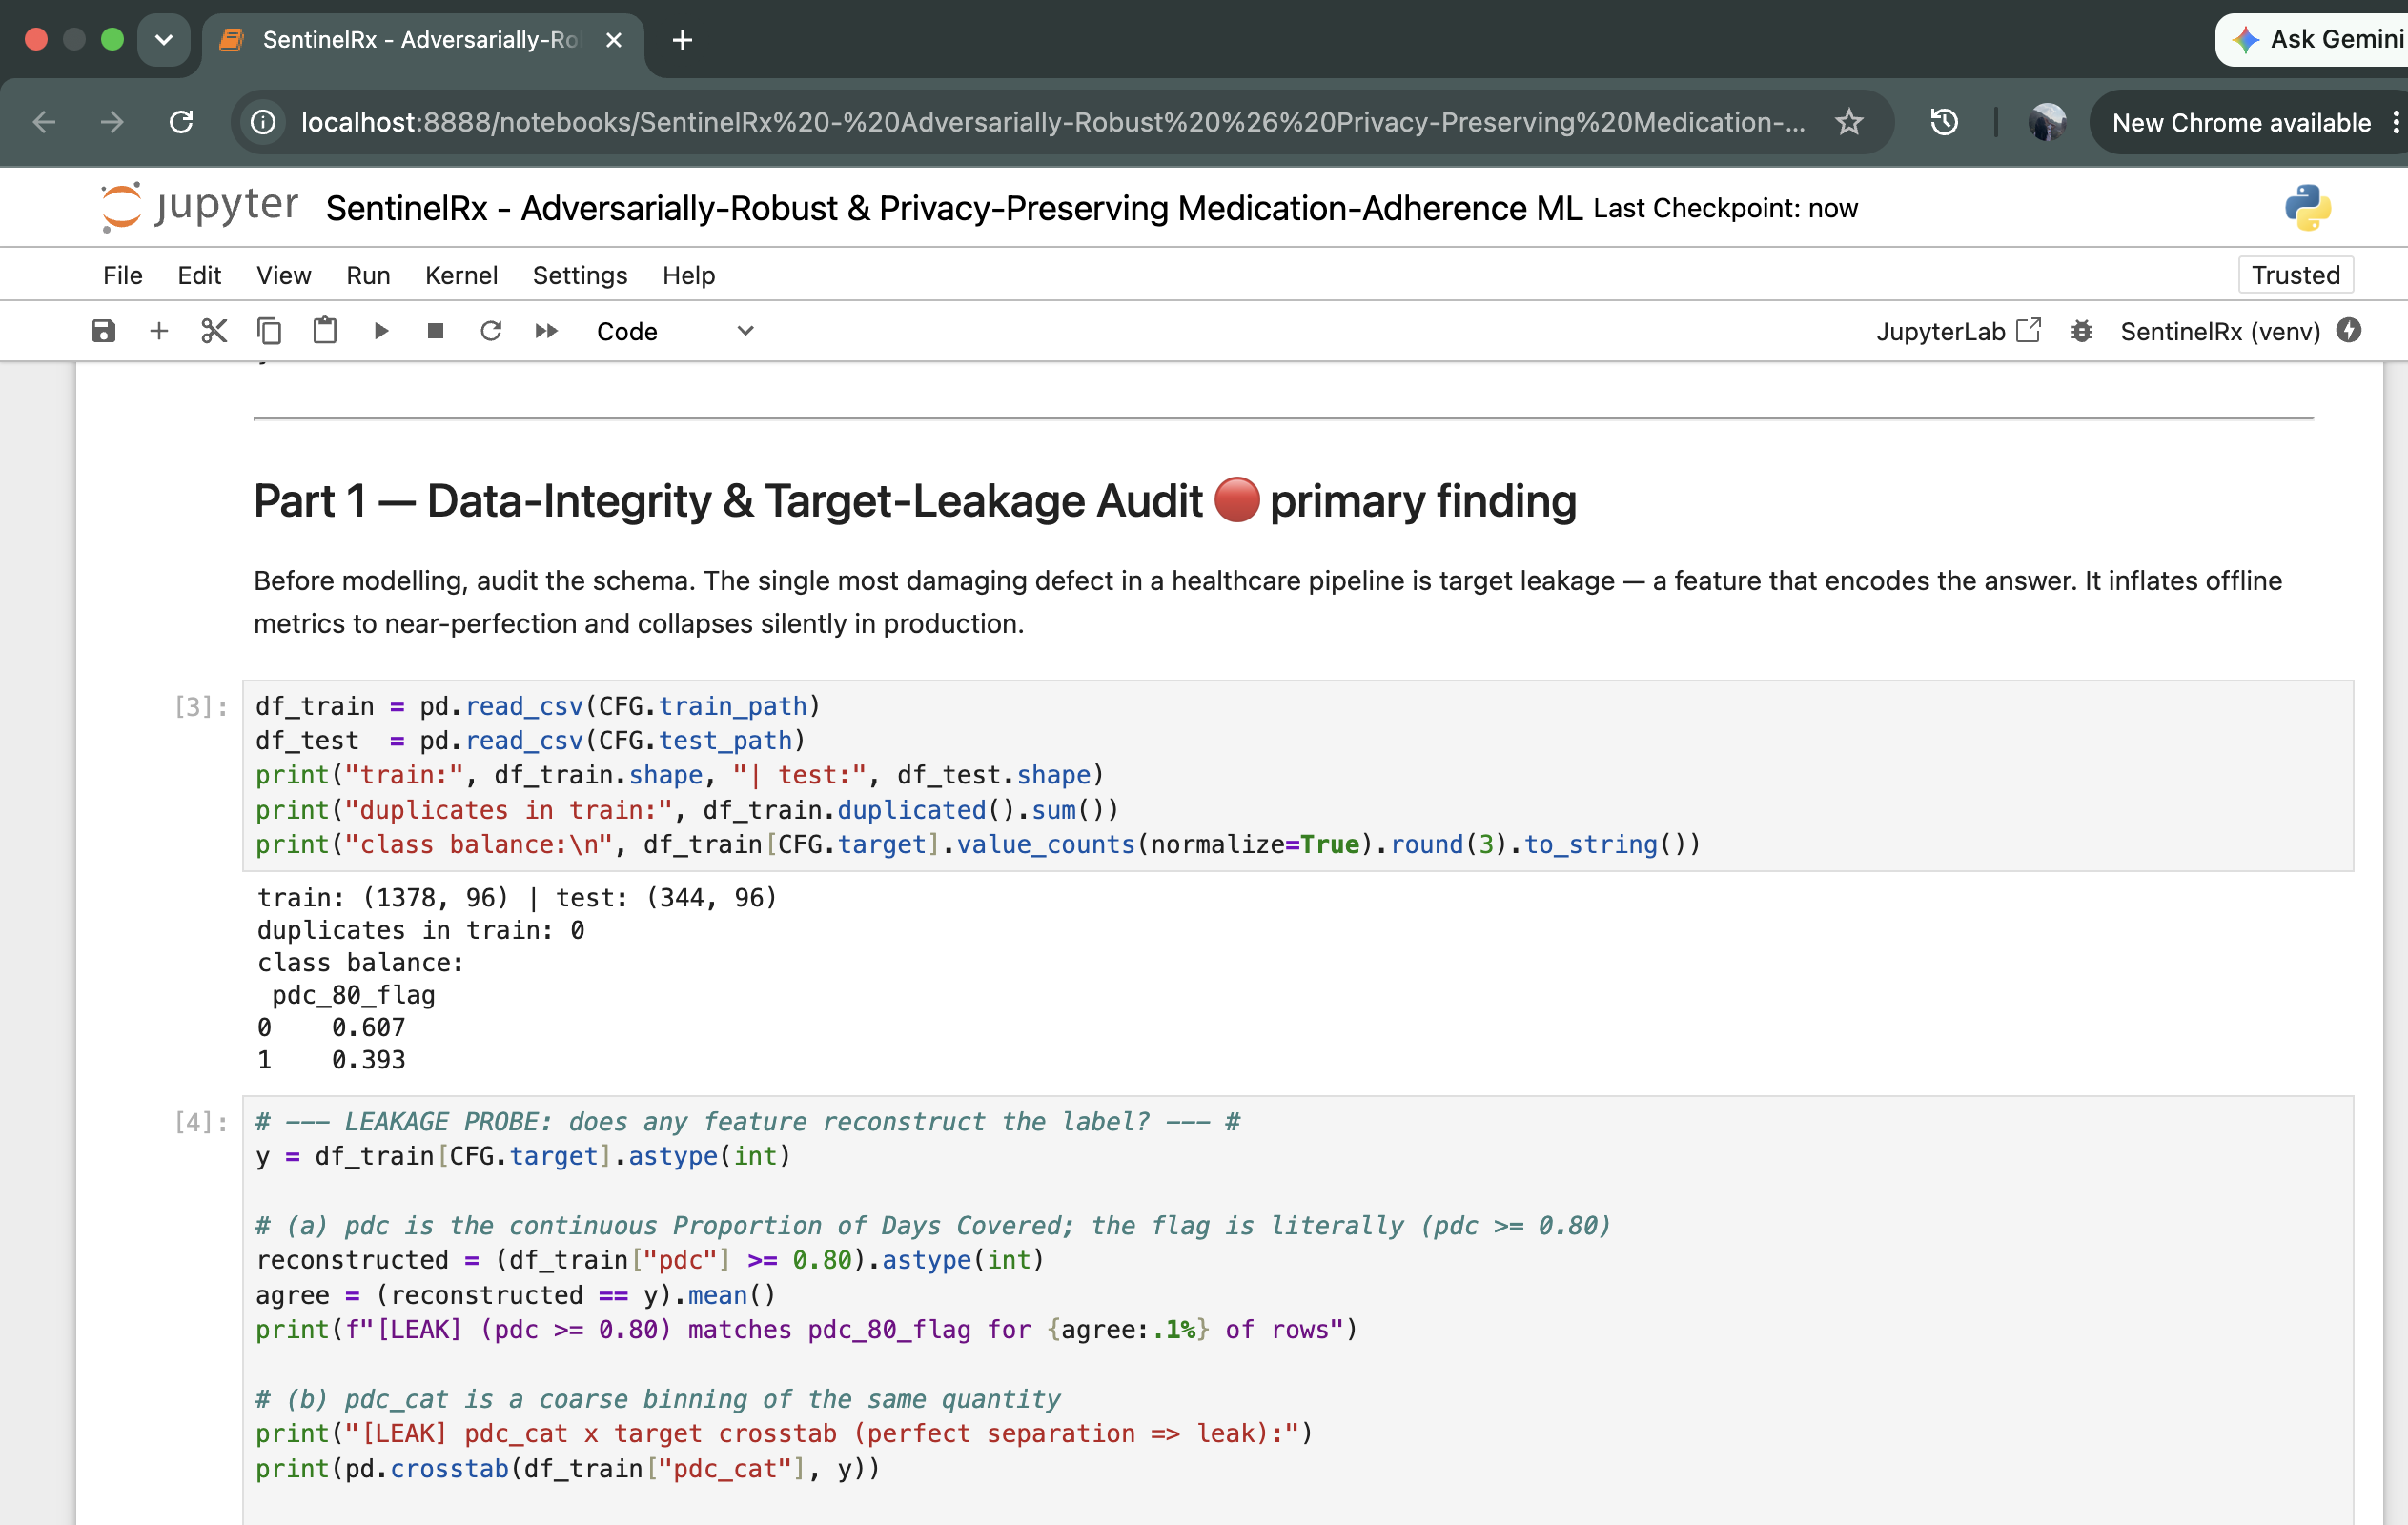 SentinelRx - Adversarially-Ro
Ask Gemini
localhost:8888/notebooks/SentinelRx%20-%20Adversarially-Robust%20%26%20Privacy-Preserving%20Medication-...
New Chrome available
jupyter SentinelRx - Adversarially-Robust & Privacy-Preserving Medication-Adherence ML Last Checkpoint: now
File Edit View Run Kernel Settings Help
Trusted
Code
JupyterLab
SentinelRx (venv)
Part 1 — Data-Integrity & Target-Leakage Audit 🔴 primary finding
Before modelling, audit the schema. The single most damaging defect in a healthcare pipeline is target leakage — a feature that encodes the answer. It inflates offline
metrics to near-perfection and collapses silently in production.
[3]:
df_train = pd.read_csv(CFG.train_path)
df_test  = pd.read_csv(CFG.test_path)
print("train:", df_train.shape, "| test:", df_test.shape)
print("duplicates in train:", df_train.duplicated().sum())
print("class balance:\n", df_train[CFG.target].value_counts(normalize=True).round(3).to_string())
train: (1378, 96) | test: (344, 96)
duplicates in train: 0
class balance:
 pdc_80_flag
0    0.607
1    0.393
[4]:
# --- LEAKAGE PROBE: does any feature reconstruct the label? --- #
y = df_train[CFG.target].astype(int)
# (a) pdc is the continuous Proportion of Days Covered; the flag is literally (pdc >= 0.80)
reconstructed = (df_train["pdc"] >= 0.80).astype(int)
agree = (reconstructed == y).mean()
print(f"[LEAK] (pdc >= 0.80) matches pdc_80_flag for {agree:.1%} of rows")
# (b) pdc_cat is a coarse binning of the same quantity
print("[LEAK] pdc_cat x target crosstab (perfect separation => leak):")
print(pd.crosstab(df_train["pdc_cat"], y))